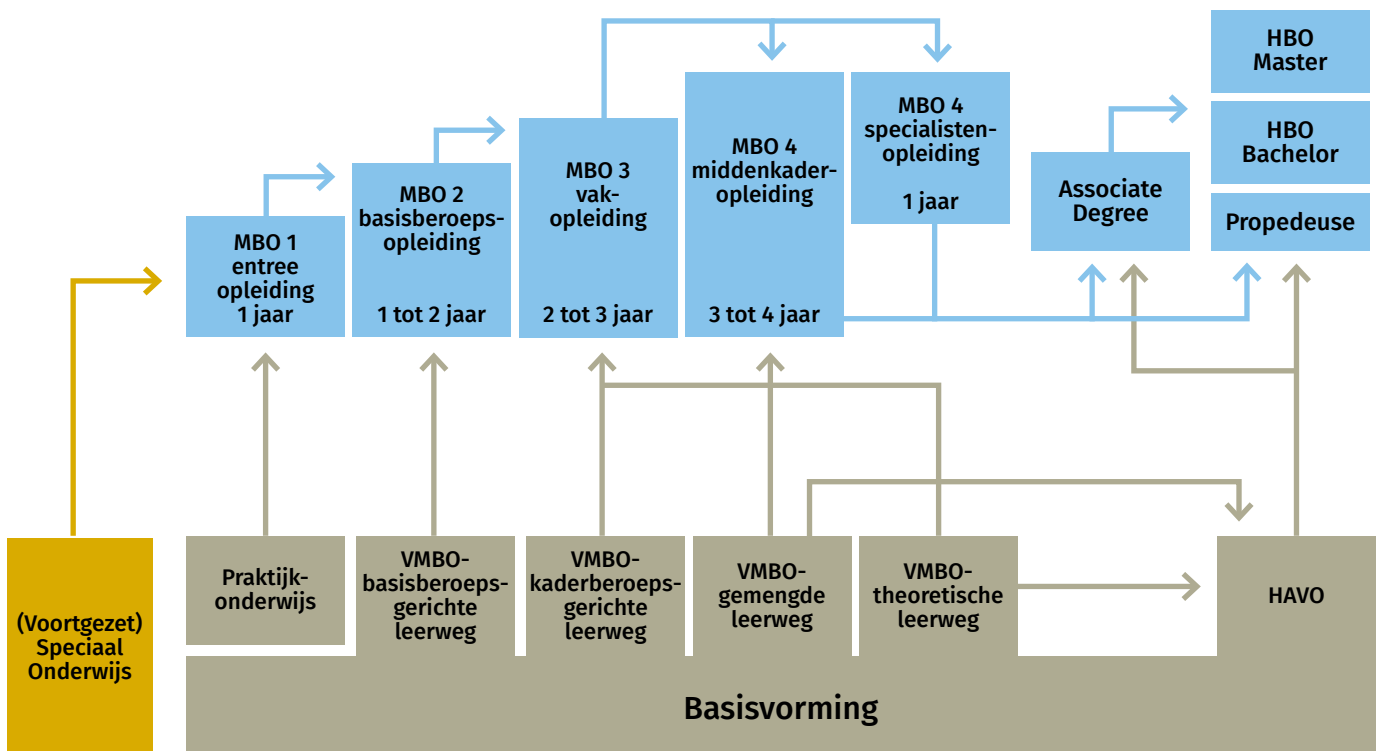 MBO 1
entree
opleiding
1 jaar
MBO 2
basisberoeps-
opleiding
1 tot 2 jaar
MBO 3
vak-
opleiding
2 tot 3 jaar
MBO 4
middenkader-
opleiding
3 tot 4 jaar
MBO 4
specialisten-
opleiding
1 jaar
Associate
Degree
HBO
Master
HBO
Bachelor
Propedeuse
(Voortgezet)
Speciaal
Onderwijs
Praktijk-
onderwijs
VMBO-
basisberoeps-
gerichte
leerweg
VMBO-
kaderberoeps-
gerichte
leerweg
VMBO-
gemengde
leerweg
VMBO-
theoretische
leerweg
HAVO
Basisvorming